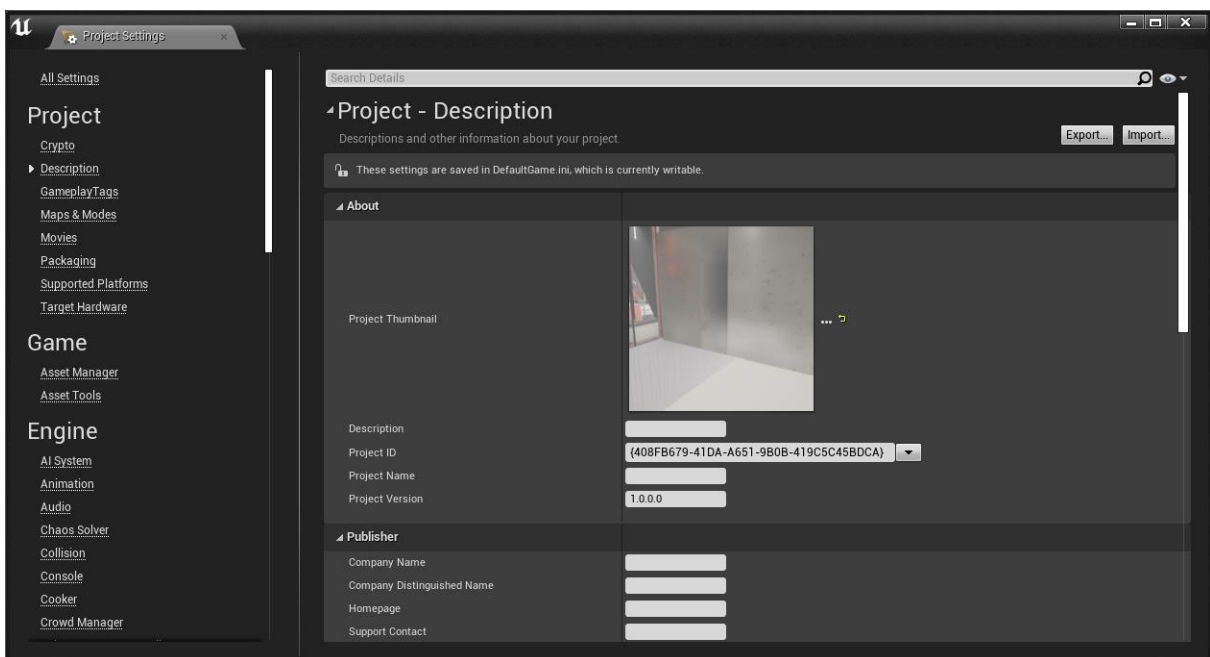 Project Settings
All Settings
Project
Crypto
Description
GameplayTags
Maps & Modes
Movies
Packaging
Supported Platforms
Target Hardware
Game
Asset Manager
Asset Tools
Engine
AI System
Animation
Audio
Chaos Solver
Collision
Console
Cooker
Crowd Manager
Search Details
Project - Description
Descriptions and other information about your project.
Export... Import...
These settings are saved in DefaultGame.ini, which is currently writable.
About
Project Thumbnail
...
Description
Project ID {408FB679-41DA-A651-9B0B-419C5C45BDCA}
Project Name
Project Version 1.0.0.0
Publisher
Company Name
Company Distinguished Name
Homepage
Support Contact